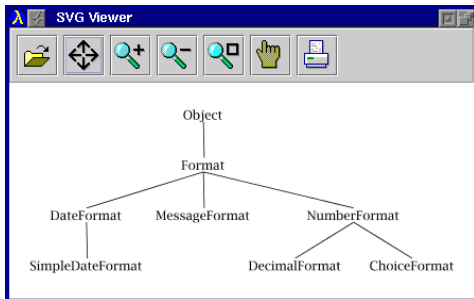 λ SVG Viewer
Object
Format
DateFormat MessageFormat NumberFormat
SimpleDateFormat DecimalFormat ChoiceFormat